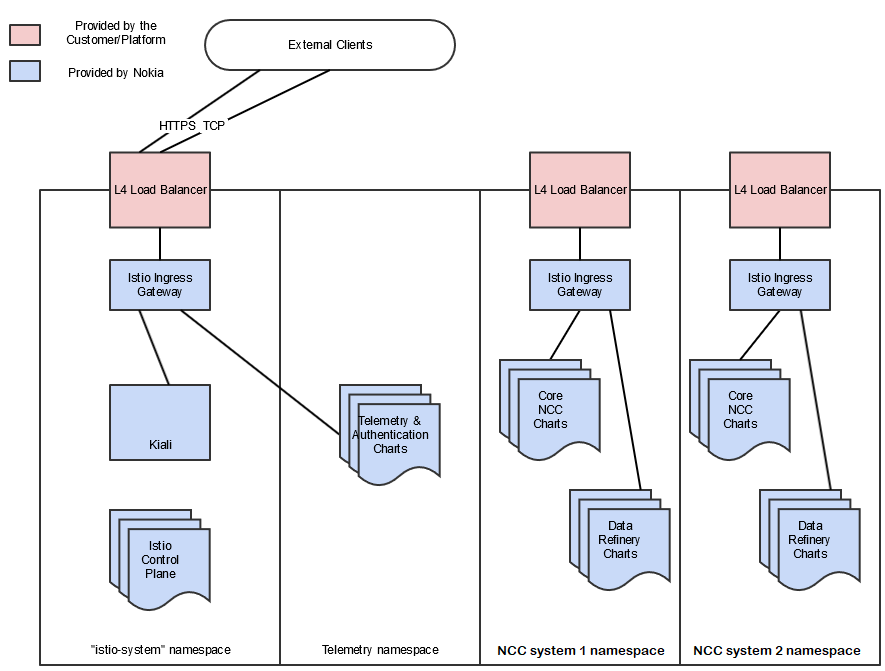 Provided by the
Customer/Platform
Provided by Nokia
External Clients
HTTPS
TCP
L4 Load Balancer
L4 Load Balancer
L4 Load Balancer
Istio Ingress
Gateway
Istio Ingress
Gateway
Istio Ingress
Gateway
Kiali
Telemetry &
Authentication
Charts
Core
NCC
Charts
Core
NCC
Charts
Istio
Control
Plane
Data
Refinery
Charts
Data
Refinery
Charts
"istio-system" namespace
Telemetry namespace
NCC system 1 namespace
NCC system 2 namespace